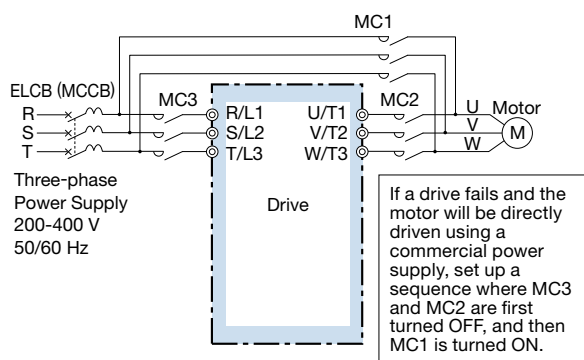 MC1
ELCB (MCCB)
MC3
MC2
R
S
T
R/L1
S/L2
T/L3
U/T1
V/T2
W/T3
U
V
W
Motor
M
Three-phase
Power Supply
200-400 V
50/60 Hz
Drive
If a drive fails and the
motor will be directly
driven using a
commercial power
supply, set up a
sequence where MC3
and MC2 are first
turned OFF, and then
MC1 is turned ON.